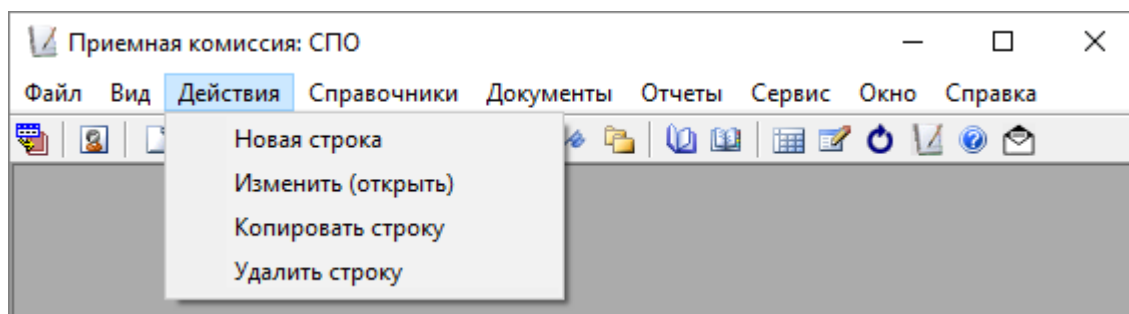 Приемная комиссия: СПО
Файл Вид Действия Справочники Документы Отчеты Сервис Окно Справка
Новая строка
Изменить (открыть)
Копировать строку
Удалить строку